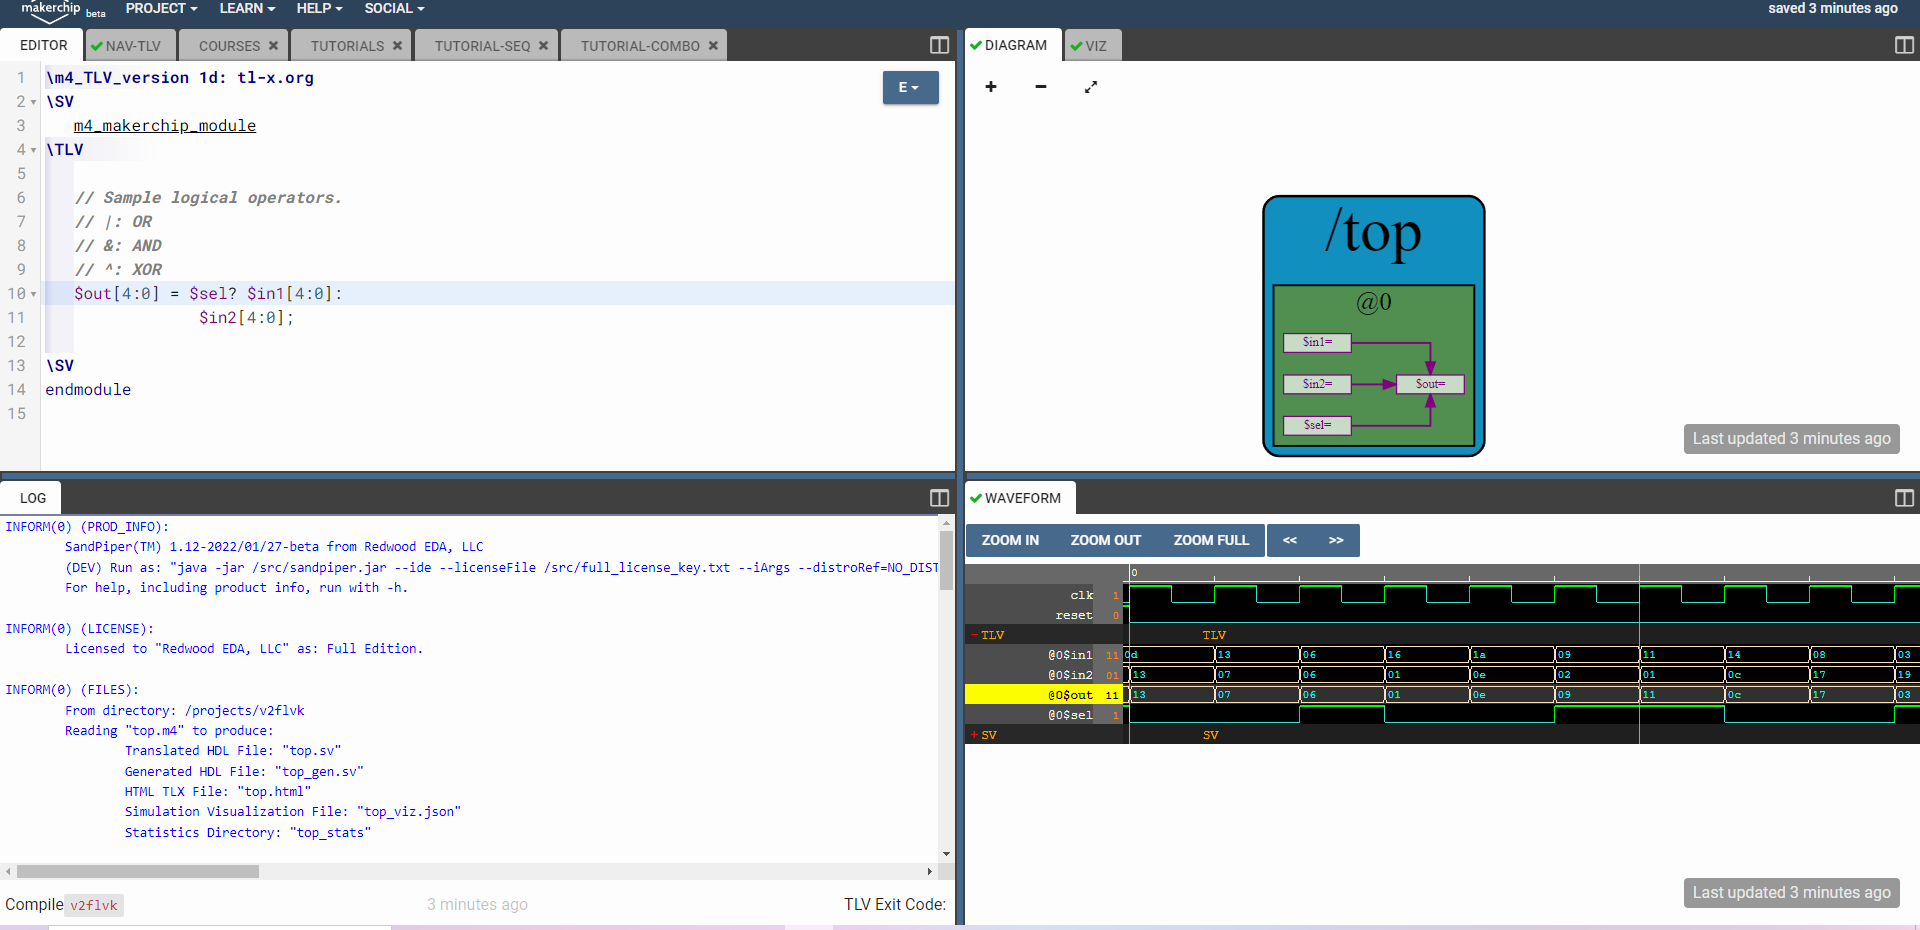 makerchip beta PROJECT LEARN HELP SOCIAL saved 3 minutes ago
EDITOR NAV-TLV COURSES TUTORIALS TUTORIAL-SEQ TUTORIAL-COMBO
1 \m4_TLV_version 1d: tl-x.org
2 \SV
3 m4_makerchip_module
4 \TLV
5
6 // Sample logical operators.
7 // |: OR
8 // &: AND
9 // ^: XOR
10 $out[4:0] = $sel? $in1[4:0]:
11 $in2[4:0];
12
13 \SV
14 endmodule
15
E
DIAGRAM VIZ
/top
@0
$in1=
$in2= $out=
$sel=
Last updated 3 minutes ago
LOG
INFORM(0) (PROD_INFO):
SandPiper(TM) 1.12-2022/01/27-beta from Redwood EDA, LLC
(DEV) Run as: "java -jar /src/sandpiper.jar --ide --licenseFile /src/full_license_key.txt --iArgs --distroRef=NO_DIST
For help, including product info, run with -h.
INFORM(0) (LICENSE):
Licensed to "Redwood EDA, LLC" as: Full Edition.
INFORM(0) (FILES):
From directory: /projects/v2flvk
Reading "top.m4" to produce:
Translated HDL File: "top.sv"
Generated HDL File: "top_gen.sv"
HTML TLX File: "top.html"
Simulation Visualization File: "top_viz.json"
Statistics Directory: "top_stats"
Compile v2flvk 3 minutes ago TLV Exit Code:
WAVEFORM
ZOOM IN ZOOM OUT ZOOM FULL << >>
0
clk 1
reset 0
- TLV TLV
@0$in1 11 0d 13 06 16 1a 09 11 14 08 03
@0$in2 01 13 07 06 01 0e 02 01 0c 17 19
@0$out 11 13 07 06 01 0e 09 11 0c 17 03
@0$sel 1
+ SV SV
Last updated 3 minutes ago